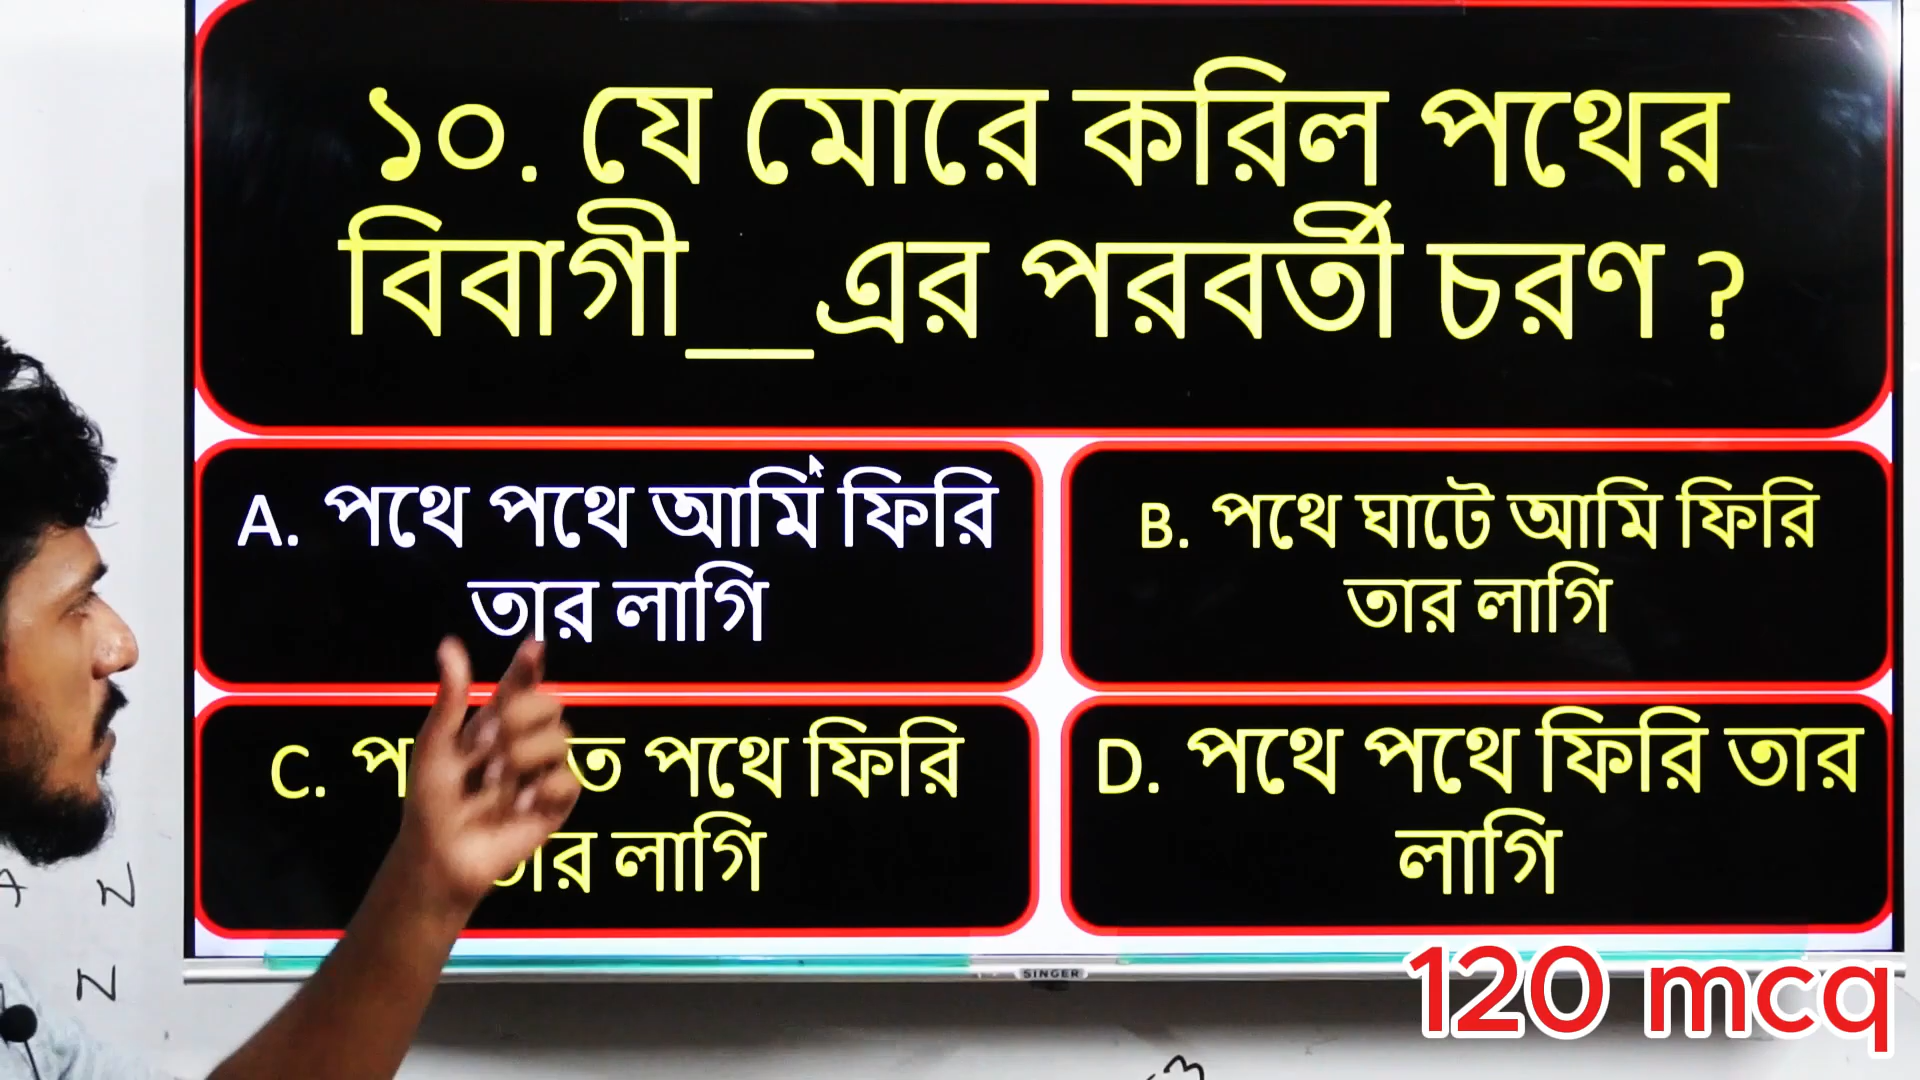 ১০. যে মোরে করিল পথের
বিবাগী__এর পরবর্তী চরণ ?
A. পথে পথে আমি ফিরি
তার লাগি
B. পথে ঘাটে আমি ফিরি
তার লাগি
C. পথে ফিরি
তার লাগি
D. পথে পথে ফিরি তার
লাগি
SINGER
120 mcq